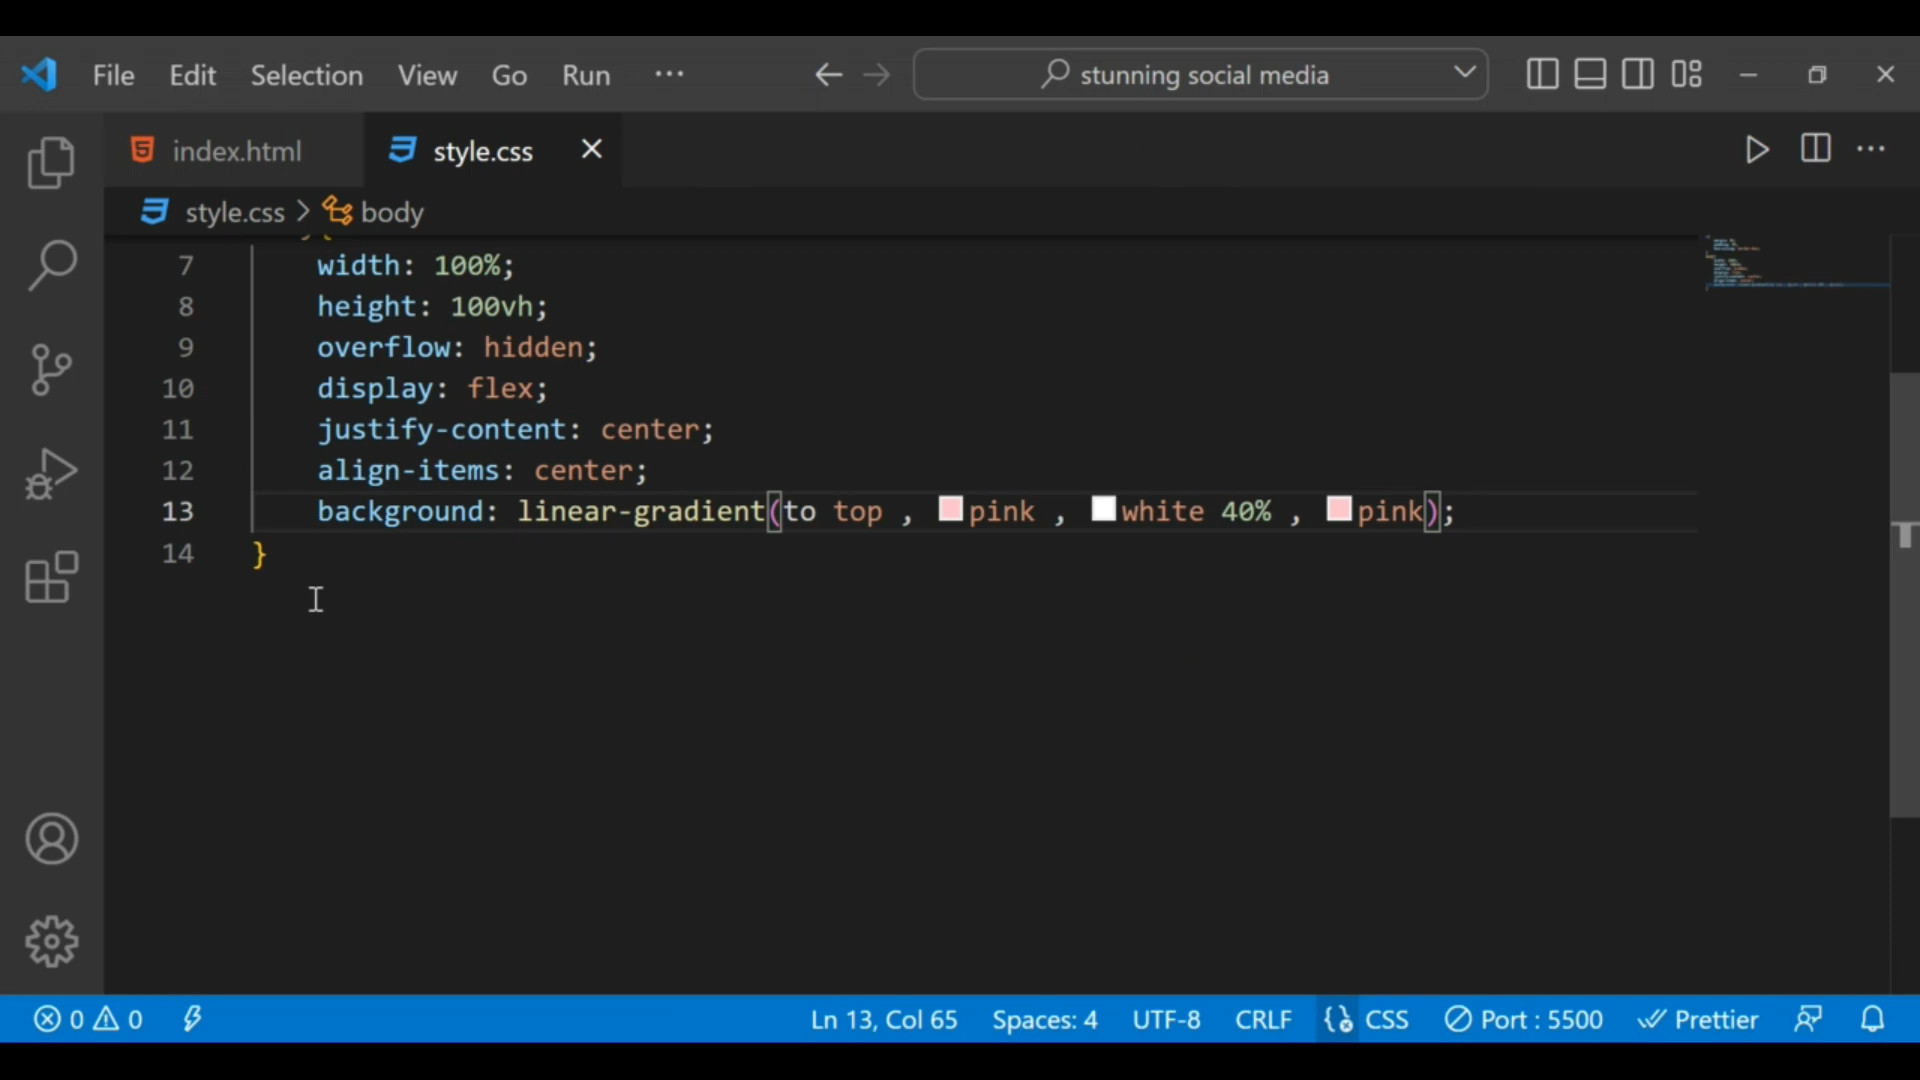 File Edit Selection View Go Run ··· stunning social media
index.html style.css
style.css > body
7 width: 100%;
8 height: 100vh;
9 overflow: hidden;
10 display: flex;
11 justify-content: center;
12 align-items: center;
13 background: linear-gradient(to top , pink , white 40% , pink);
14 }
0 0 Ln 13, Col 65 Spaces: 4 UTF-8 CRLF CSS Port : 5500 Prettier